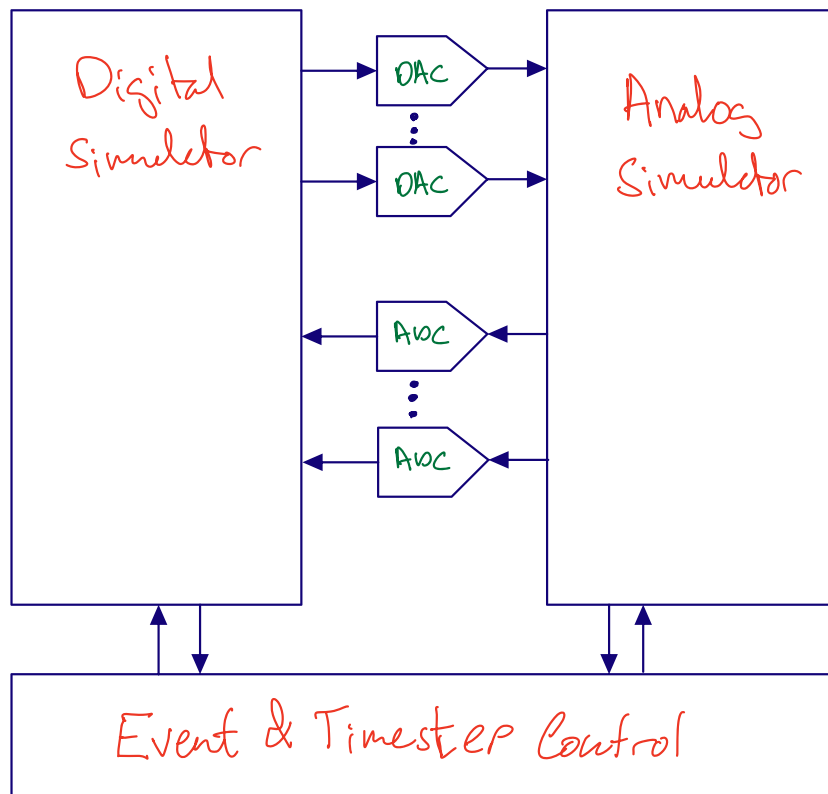 Digital
Simulator
DAC
DAC
Analog
Simulator
ADC
ADC
Event & Timestep Control